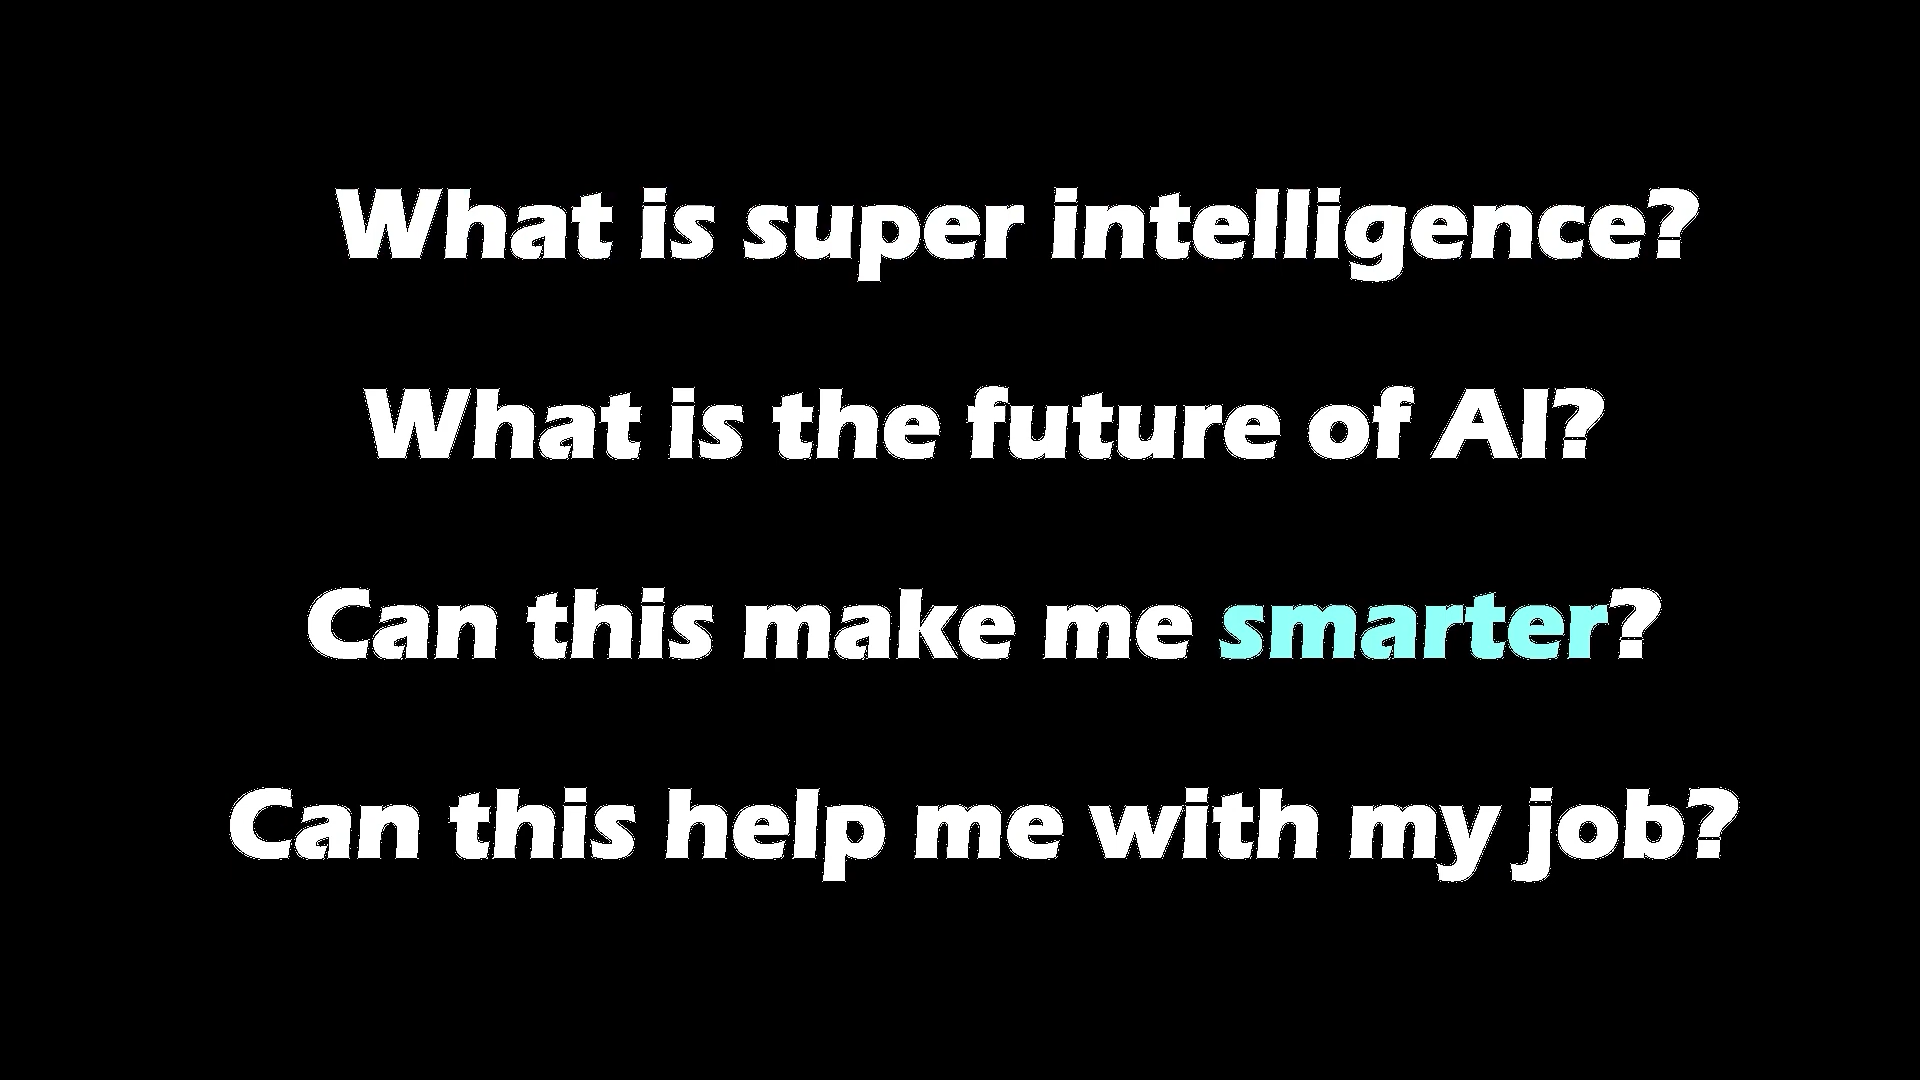 What is super intelligence?
What is the future of AI?
Can this make me smarter?
Can this help me with my job?